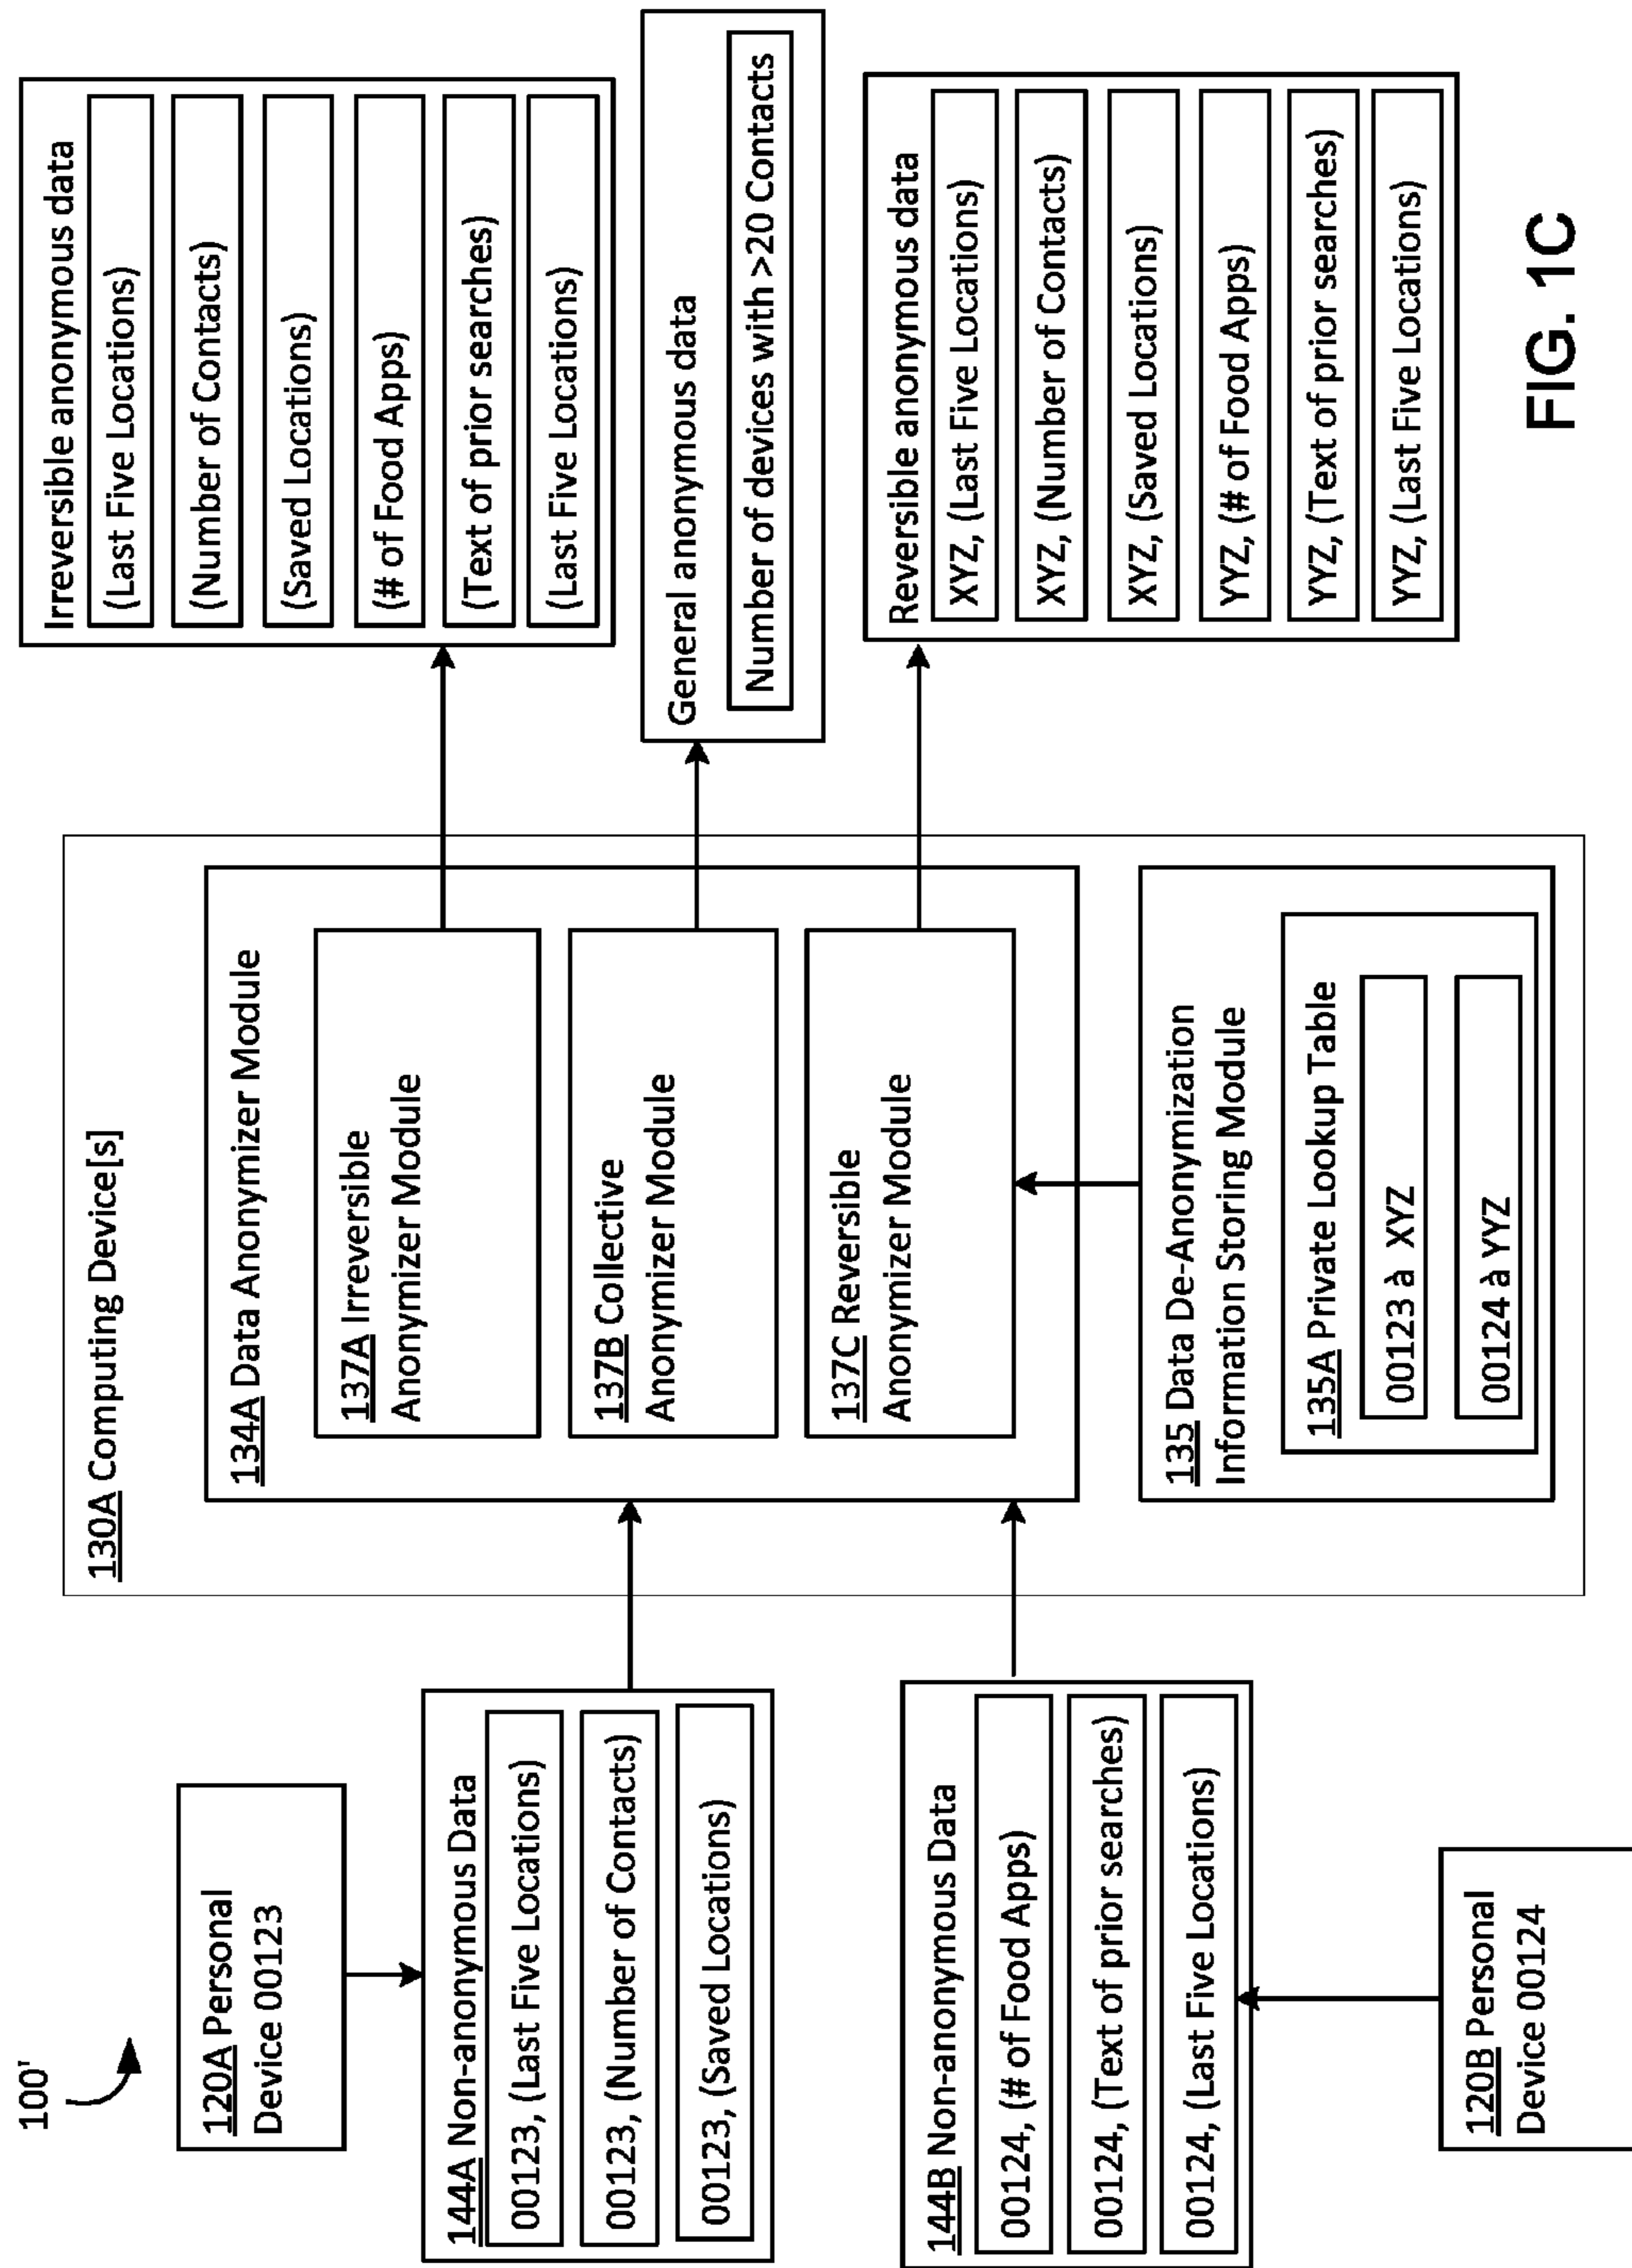 100'
120A Personal
Device 00123
144A Non-anonymous Data
00123, (Last Five Locations)
00123, (Number of Contacts)
00123, (Saved Locations)
144B Non-anonymous Data
00124, (# of Food Apps)
00124, (Text of prior searches)
00124, (Last Five Locations)
120B Personal
Device 00124
130A Computing Device[s]
134A Data Anonymizer Module
137A Irreversible
Anonymizer Module
137B Collective
Anonymizer Module
137C Reversible
Anonymizer Module
135 Data De-Anonymization
Information Storing Module
135A Private Lookup Table
00123 à XYZ
00124 à YYZ
Irreversible anonymous data
(Last Five Locations)
(Number of Contacts)
(Saved Locations)
(# of Food Apps)
(Text of prior searches)
(Last Five Locations)
General anonymous data
Number of devices with >20 Contacts
Reversible anonymous data
XYZ, (Last Five Locations)
XYZ, (Number of Contacts)
XYZ, (Saved Locations)
YYZ, (# of Food Apps)
YYZ, (Text of prior searches)
YYZ, (Last Five Locations)
FIG. 1C